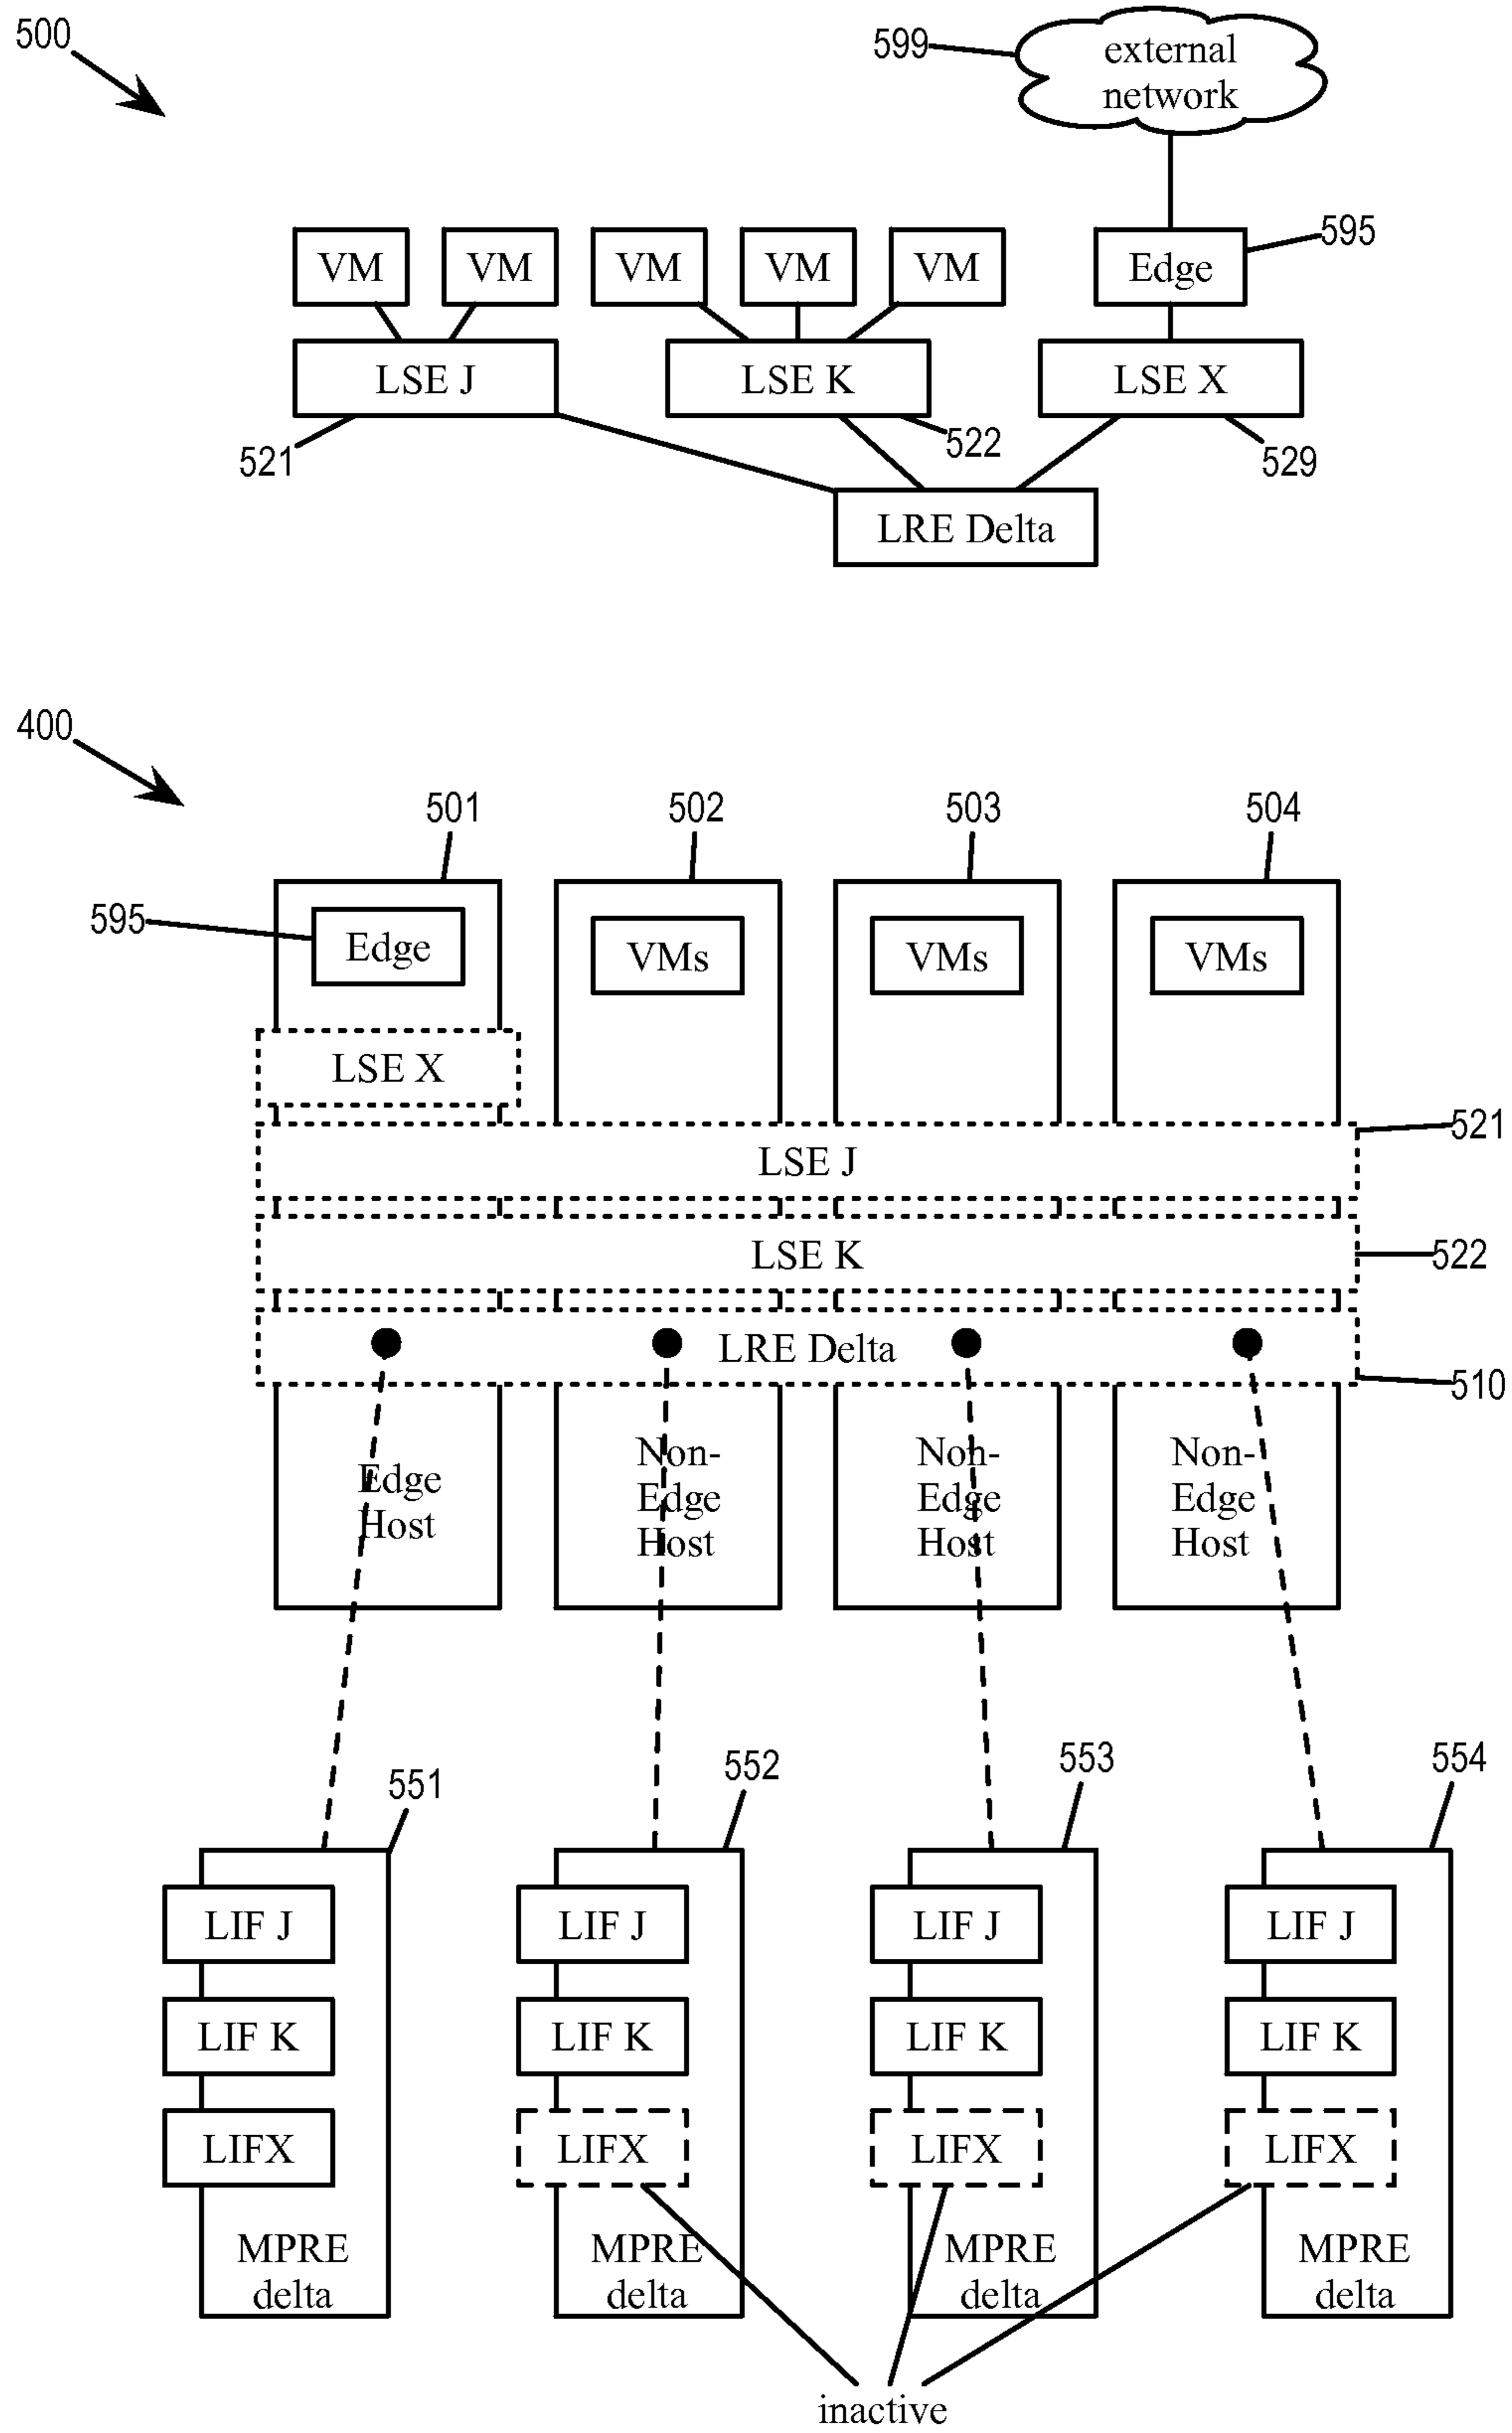 500
599
external
network
595
VM
VM
VM
VM
VM
Edge
LSE J
LSE K
LSE X
521
522
529
LRE Delta
400
501
502
503
504
595
Edge
VMs
VMs
VMs
LSE X
521
LSE J
LSE K
522
LRE Delta
510
Edge
Host
Non-
Edge
Host
Non-
Edge
Host
Non-
Edge
Host
551
552
553
554
LIF J
LIF J
LIF J
LIF J
LIF K
LIF K
LIF K
LIF K
LIFX
LIFX
LIFX
LIFX
MPRE
delta
MPRE
delta
MPRE
delta
MPRE
delta
inactive